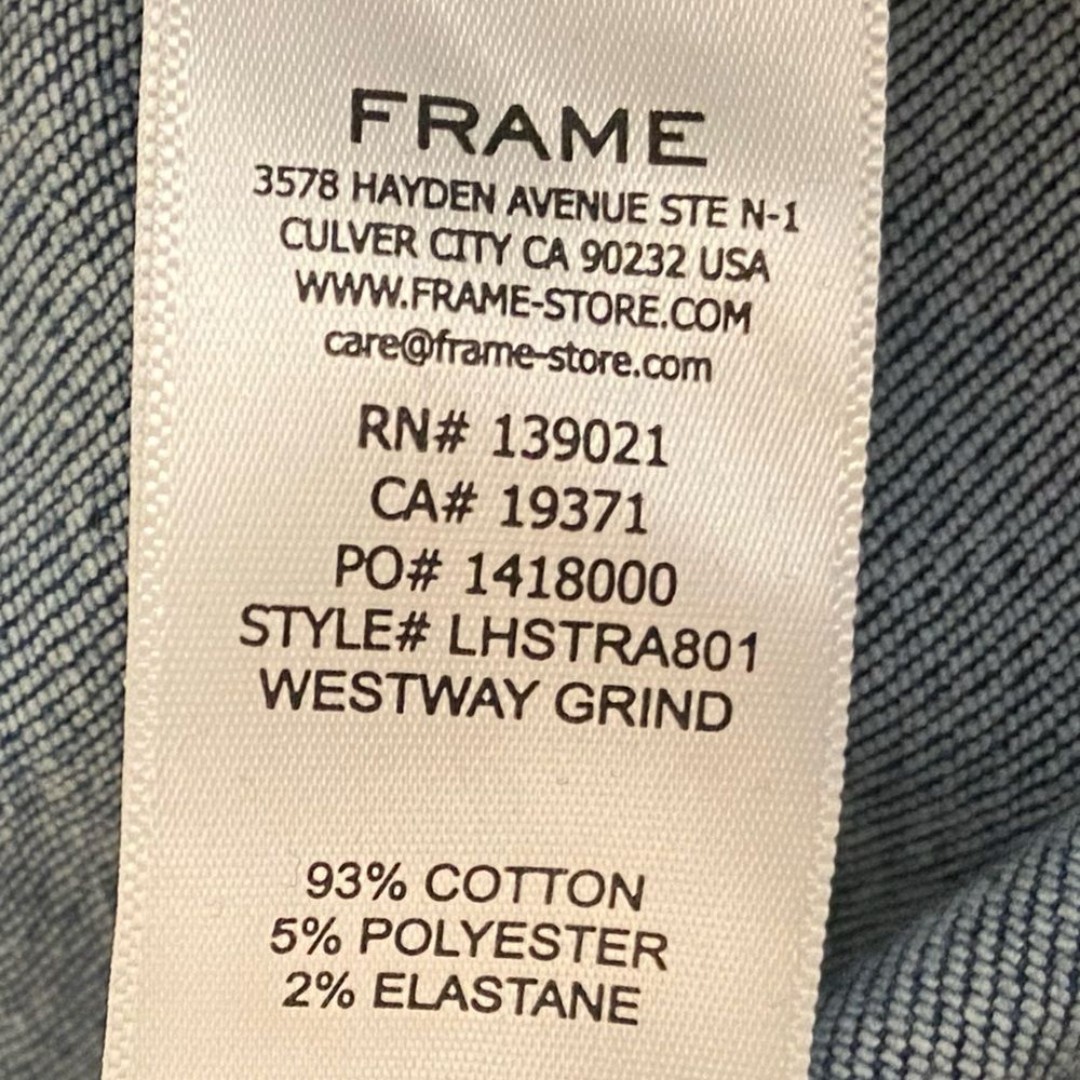 FRAME
3578 HAYDEN AVENUE STE N-1
CULVER CITY CA 90232 USA
WWW.FRAME-STORE.COM
care@frame-store.com
RN# 139021
CA# 19371
PO# 1418000
STYLE# LHSTRA801
WESTWAY GRIND
93% COTTON
5% POLYESTER
2% ELASTANE